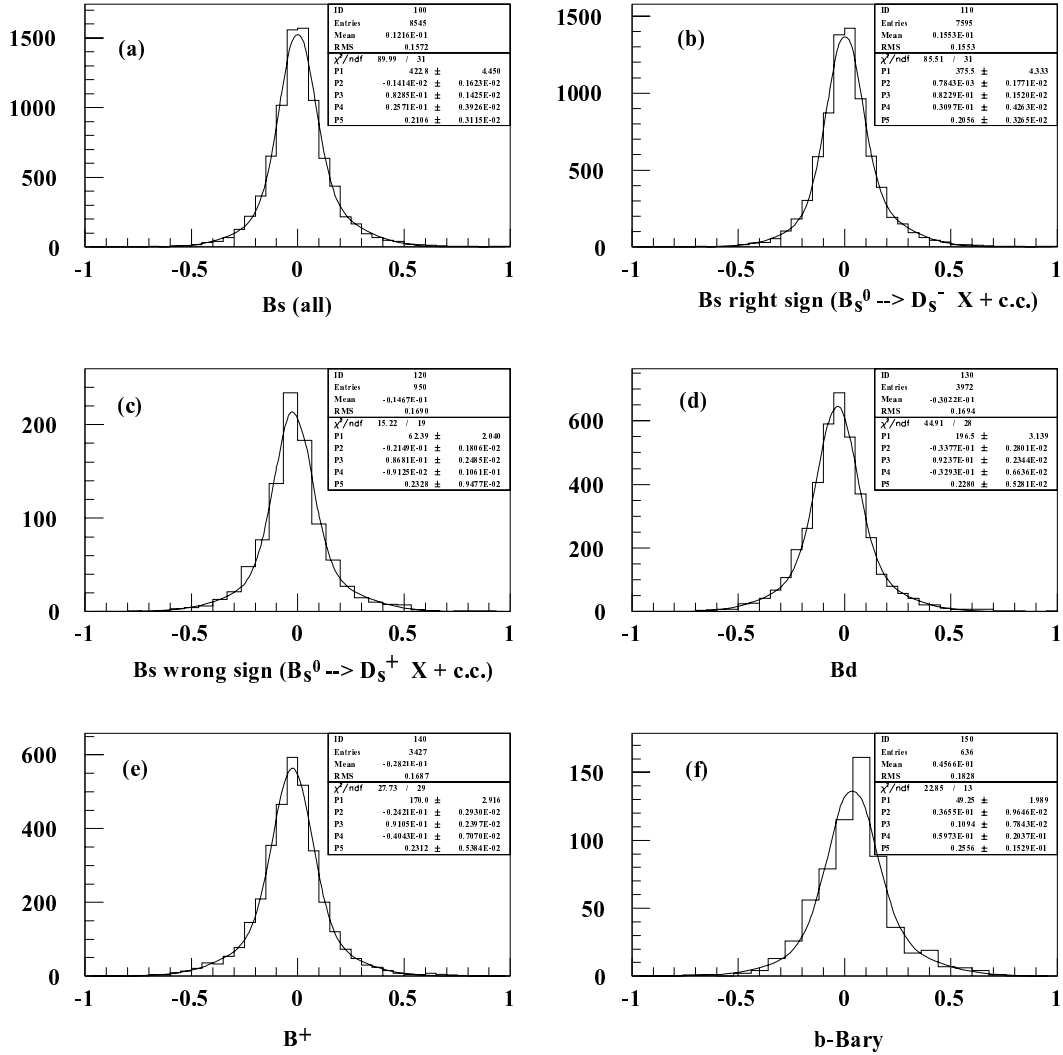 (a)
ID 100
Entries 8545
Mean 0.1216E-01
RMS 0.1572
χ²/ndf 89.99 / 31
P1 422.8 ± 4.450
P2 -0.1414E-02 ± 0.1623E-02
P3 0.8285E-01 ± 0.1425E-02
P4 0.2571E-01 ± 0.3926E-02
P5 0.2106 ± 0.3115E-02
1500
1000
500
0
-1 -0.5 0 0.5 1
Bs (all)
(b)
ID 110
Entries 7595
Mean 0.1553E-01
RMS 0.1553
χ²/ndf 85.51 / 31
P1 375.5 ± 4.333
P2 0.7843E-03 ± 0.1771E-02
P3 0.8229E-01 ± 0.1520E-02
P4 0.3097E-01 ± 0.4263E-02
P5 0.2056 ± 0.3265E-02
1500
1000
500
0
-1 -0.5 0 0.5 1
Bs right sign (Bs⁰ --> Ds⁻ X + c.c.)
(c)
ID 120
Entries 950
Mean -0.1467E-01
RMS 0.1690
χ²/ndf 15.22 / 19
P1 62.39 ± 2.040
P2 -0.2149E-01 ± 0.1806E-02
P3 0.8681E-01 ± 0.2485E-02
P4 -0.9125E-02 ± 0.1061E-01
P5 0.2328 ± 0.9477E-02
200
100
0
-1 -0.5 0 0.5 1
Bs wrong sign (Bs⁰ --> Ds⁺ X + c.c.)
(d)
ID 130
Entries 3972
Mean -0.3022E-01
RMS 0.1694
χ²/ndf 44.91 / 28
P1 196.5 ± 3.139
P2 -0.3377E-01 ± 0.2801E-02
P3 0.9237E-01 ± 0.2344E-02
P4 -0.3293E-01 ± 0.6636E-02
P5 0.2280 ± 0.5281E-02
600
400
200
0
-1 -0.5 0 0.5 1
Bd
(e)
ID 140
Entries 3427
Mean -0.2821E-01
RMS 0.1687
χ²/ndf 27.73 / 29
P1 170.0 ± 2.916
P2 -0.2421E-01 ± 0.2930E-02
P3 0.9105E-01 ± 0.2397E-02
P4 -0.4043E-01 ± 0.7070E-02
P5 0.2312 ± 0.5384E-02
600
400
200
0
-1 -0.5 0 0.5 1
B⁺
(f)
ID 150
Entries 636
Mean 0.4566E-01
RMS 0.1828
χ²/ndf 22.85 / 13
P1 49.25 ± 1.989
P2 0.3655E-01 ± 0.9646E-02
P3 0.1094 ± 0.7843E-02
P4 0.5973E-01 ± 0.2037E-01
P5 0.2556 ± 0.1529E-01
150
100
50
0
-1 -0.5 0 0.5 1
b-Bary